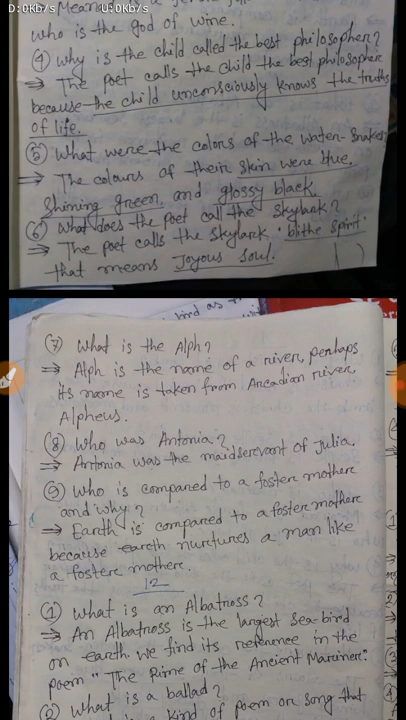 D:0Kb/s U:0Kb/s
who is the god of wine.
④ Why is the child called the best philosopher?
⇒ The poet calls the child the best philosopher
because the child unconsciously knows the truths
of life.
⑤ What were the colors of the water-snakes
⇒ The colours of their skin were blue,
shining green and glossy black
⑥ What does the poet call the skylark?
⇒ The poet calls the skylark 'blithe spirit'
that means Joyous soul.
⑦ What is the Alph?
⇒ Alph is the name of a river, perhaps
its name is taken from Arcadian river,
Alpheus.
⑧ Who was Antonia?
⇒ Antonia was the maidservant of Julia.
⑨ Who is compared to a foster mothere
and why?
⇒ Earth is compared to a foster mothere
because earth nurtures a man like
a fostere mothere.
12
① What is an Albatross?
⇒ An Albatross is the largest sea-bird
on earth. We find its reference in the
poem "The Rime of the Ancient Mariner."
② What is a ballad?
kind of poem or song that